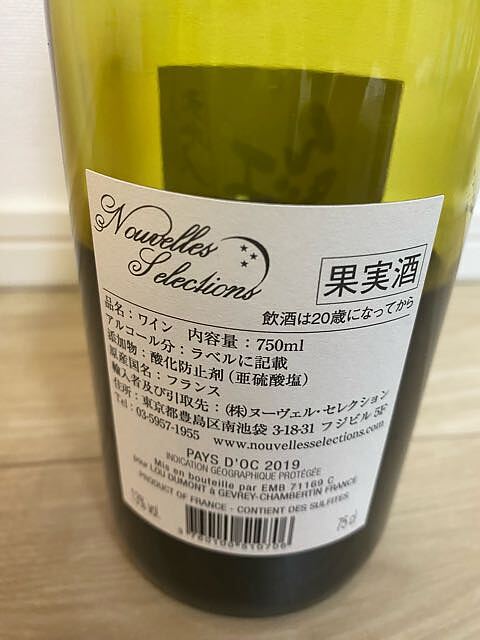 Nouvelles
Selections
果実酒
飲酒は20歳になってから
品名：ワイン 内容量：750ml
アルコール分：ラベルに記載
添加物：酸化防止剤（亜硫酸塩）
原産国名：フランス
輸入者及び引取先：（株）ヌーヴェル・セレクション
住所：東京都豊島区南池袋 3-18-31 フジビル 5F
Tel：03-5957-1955 www.nouvellesselections.com
PAYS D'OC 2019
INDICATION GÉOGRAPHIQUE PROTÉGÉE
Mis en bouteille par EMB 71169 C
pour LOU DUMONT à GEVREY-CHAMBERTIN FRANCE
PRODUCT OF FRANCE - CONTIENT DES SULFITES
13% vol.
75 cl